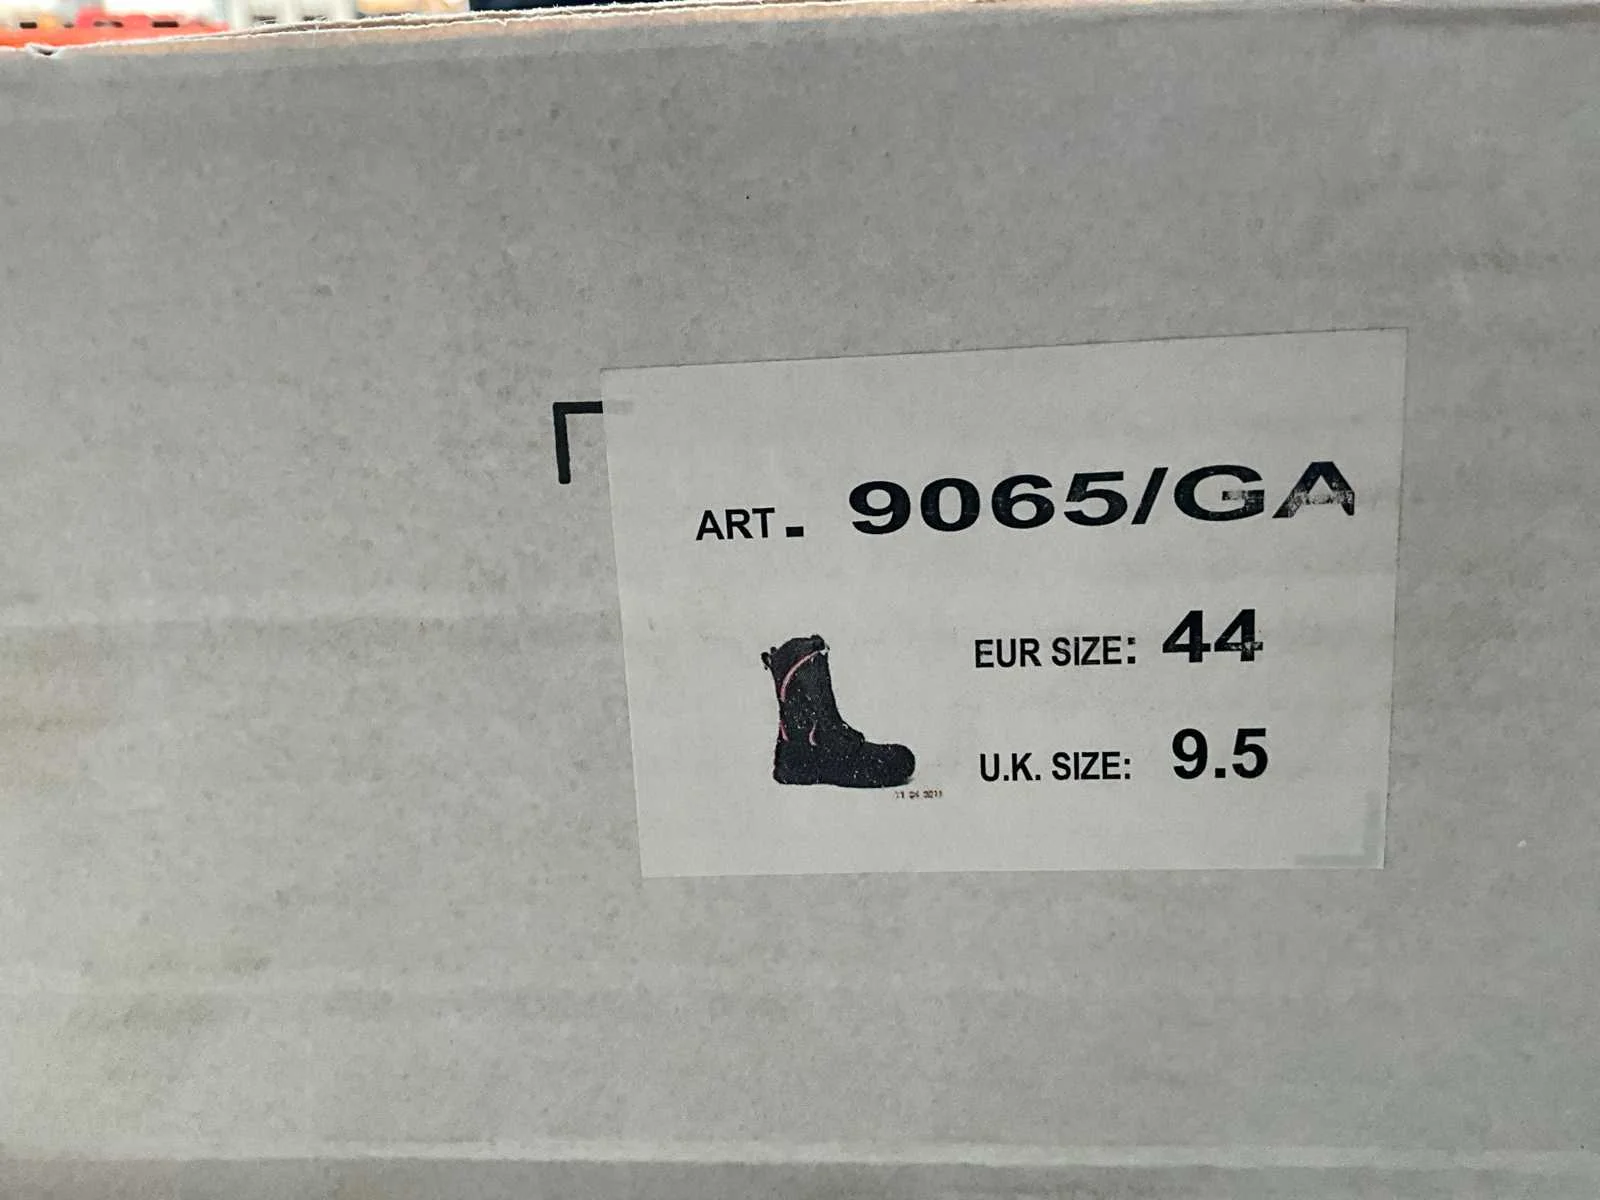 ART. 9065/GA
EUR SIZE: 44
U.K. SIZE: 9.5